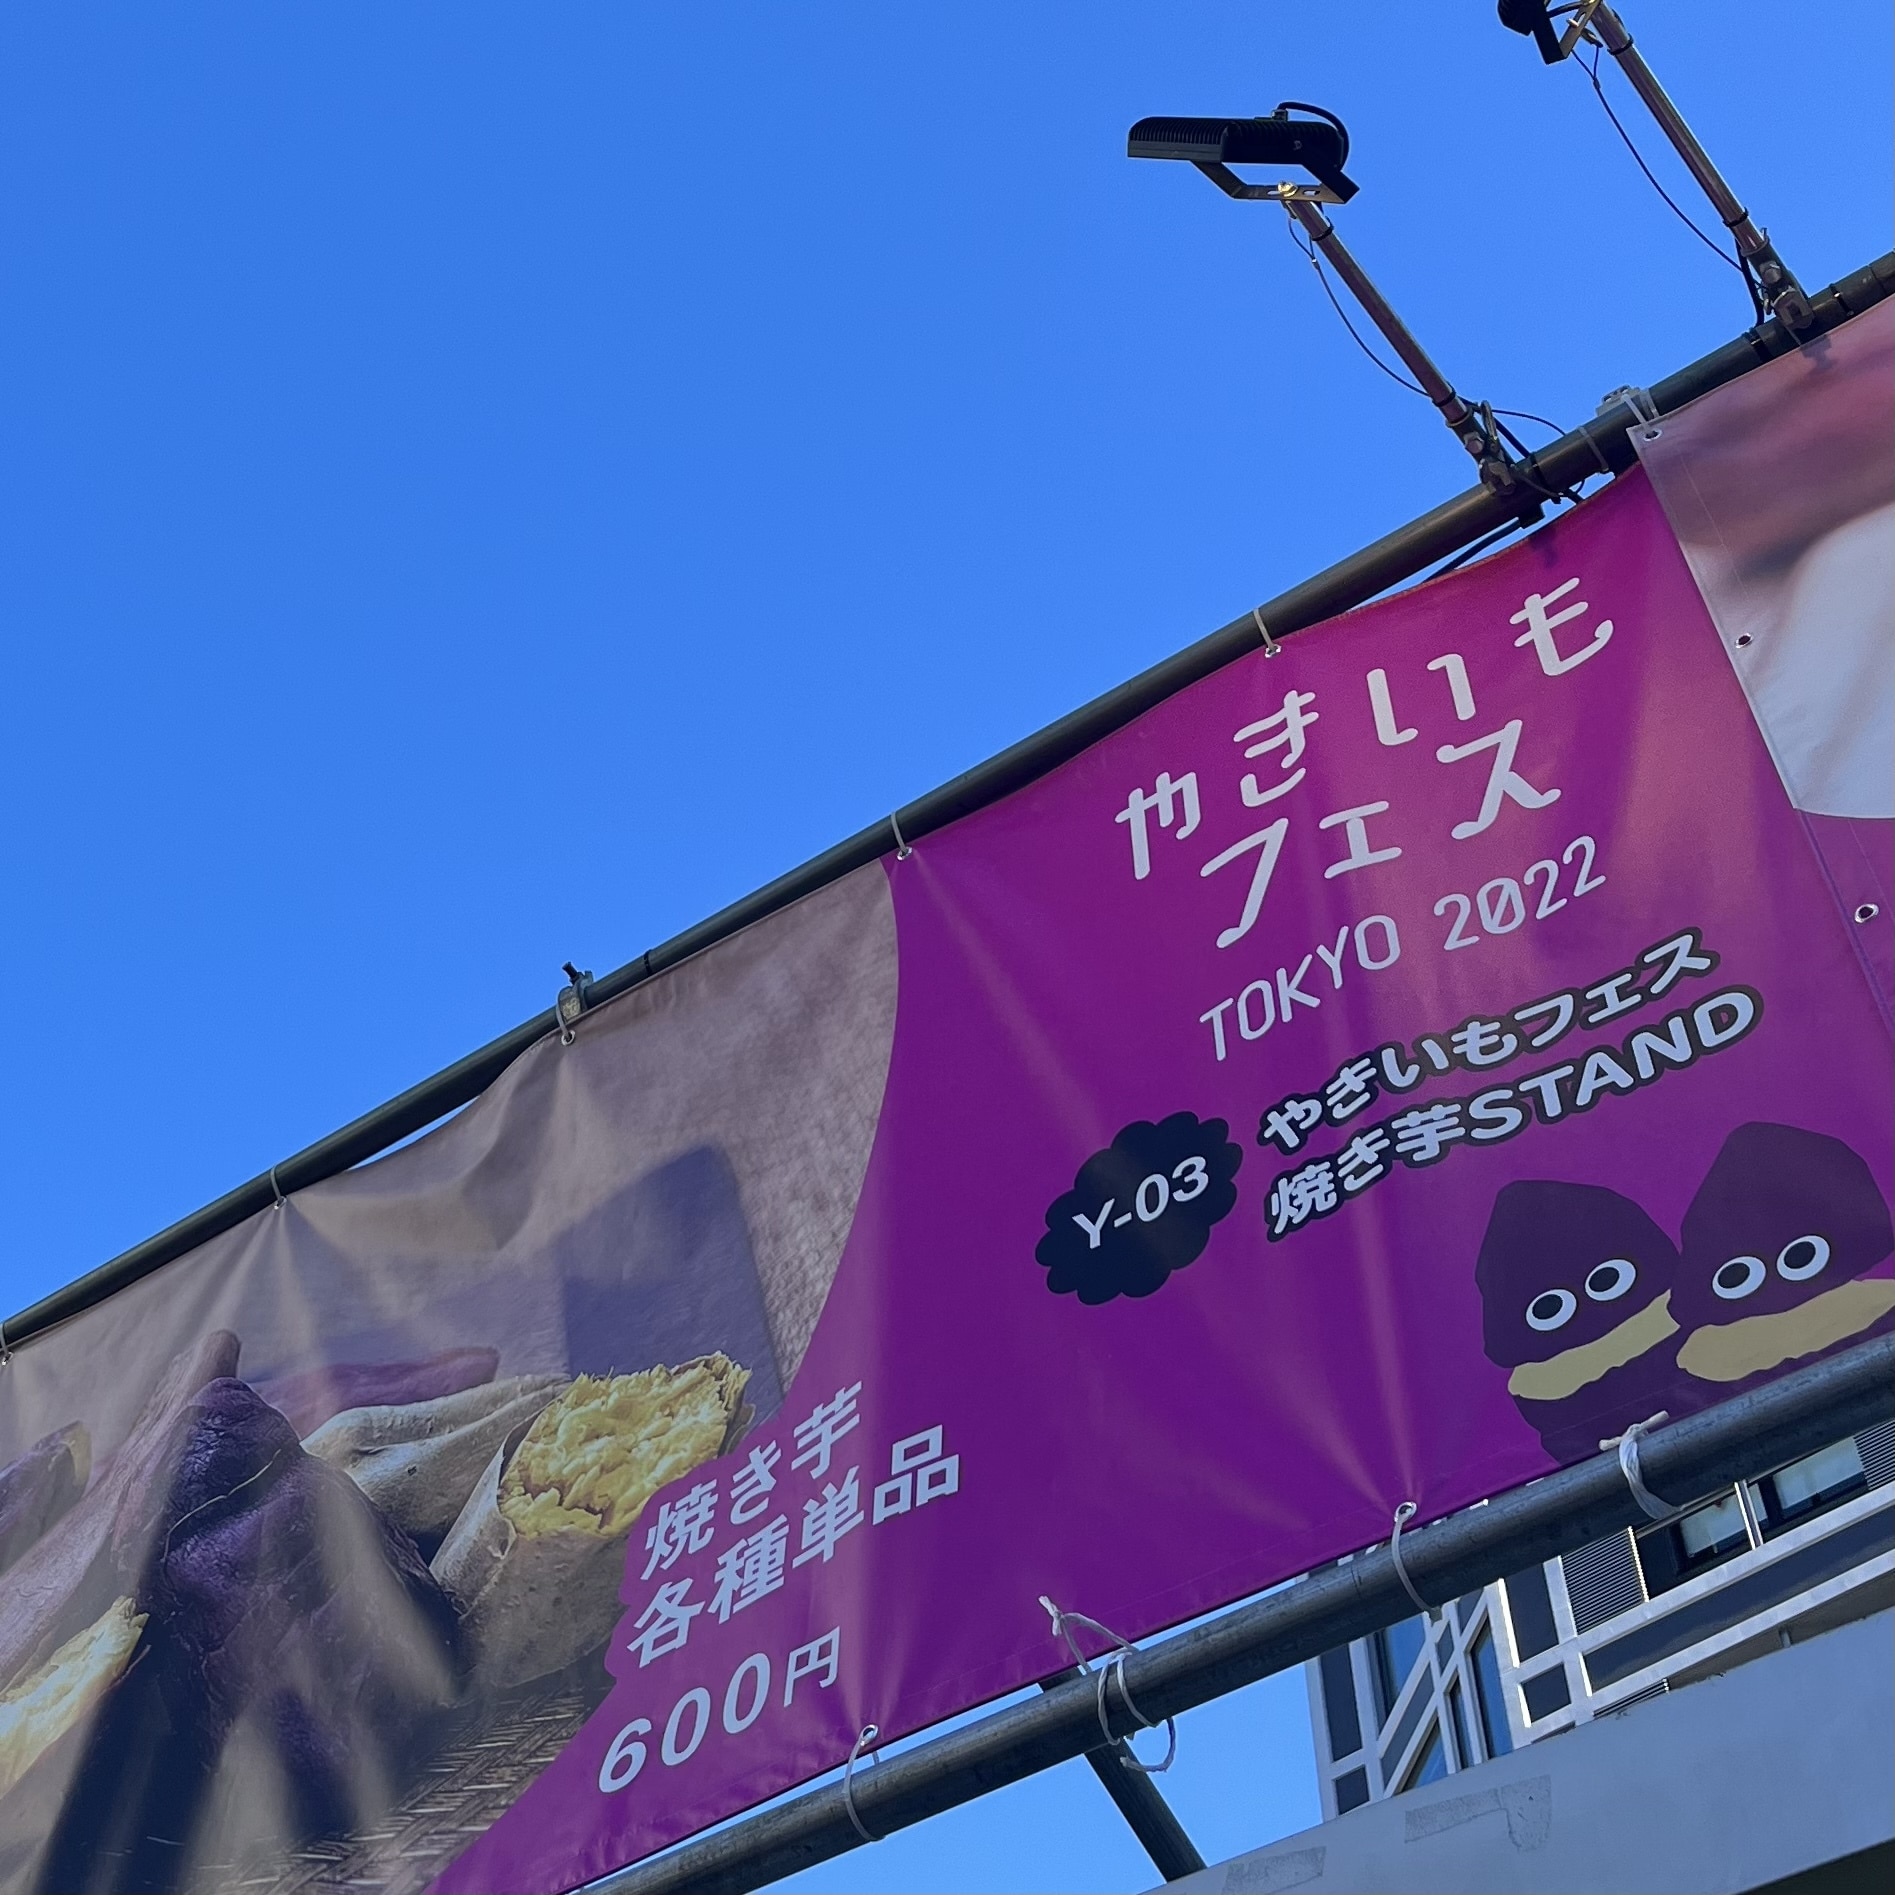 やきいも
フェス
TOKYO 2022
Y-03
やきいもフェス
焼き芋STAND
焼き芋
各種単品
600円